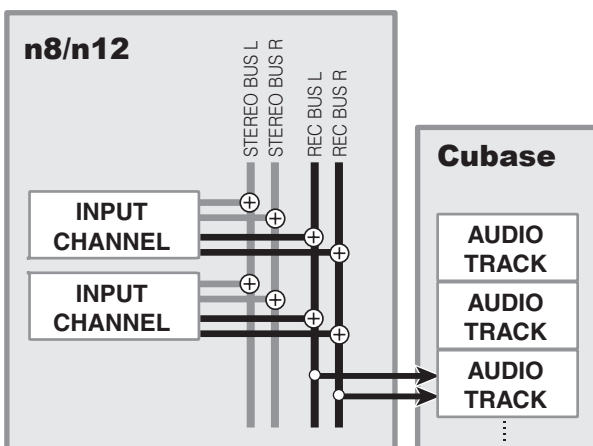 n8/n12
STEREO BUS L
STEREO BUS R
REC BUS L
REC BUS R
INPUT
CHANNEL
INPUT
CHANNEL
Cubase
AUDIO
TRACK
AUDIO
TRACK
AUDIO
TRACK